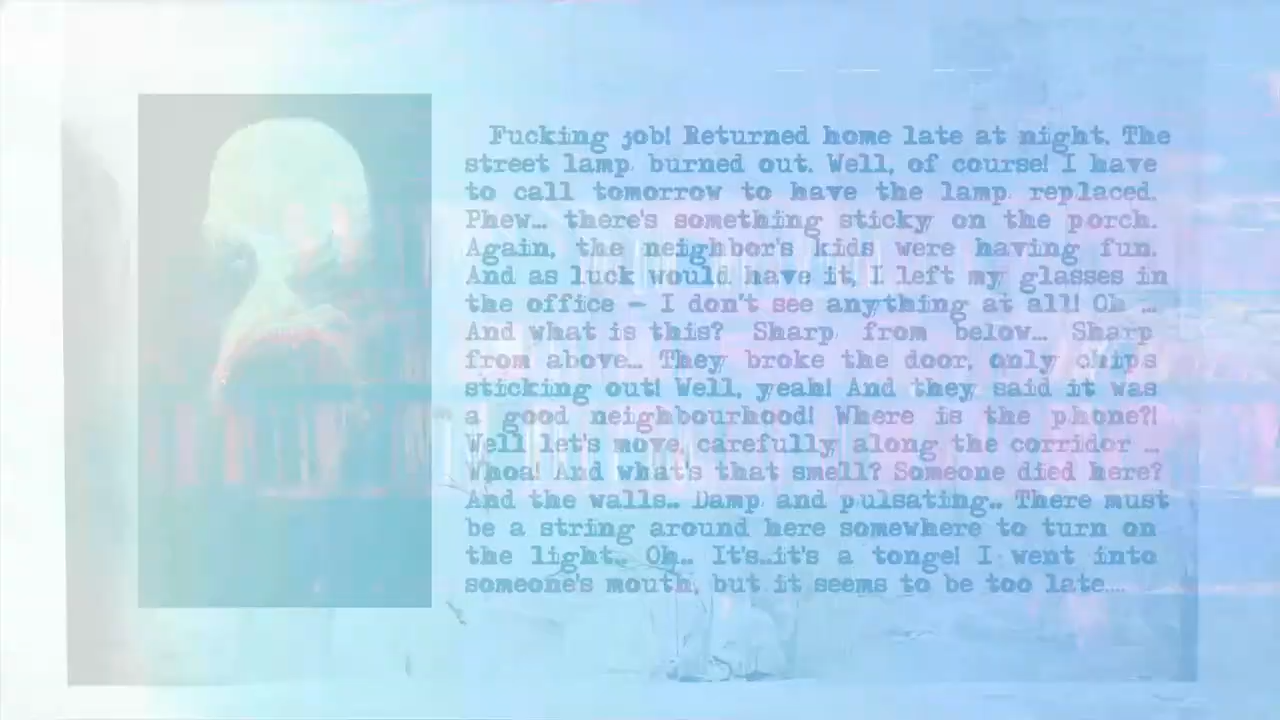 Fucking job! Returned home late at night. The
street lamp burned out. Well, of course! I have
to call tomorrow to have the lamp replaced.
Phew... there's something sticky on the porch.
Again, the neighbor's kids were having fun.
And as luck would have it, I left my glasses in
the office - I don't see anything at all! Oh ...
And what is this? Sharp from below... Sharp
from above... They broke the door, only chips
sticking out! Well, yeah! And they said it was
a good neighbourhood! Where is the phone?!
Well let's move carefully along the corridor ...
Whoa! And what's that smell? Someone died here?
And the walls.. Damp and pulsating.. There must
be a string around here somewhere to turn on
the light.. Oh.. It's..it's a tonge! I went into
someone's mouth, but it seems to be too late....